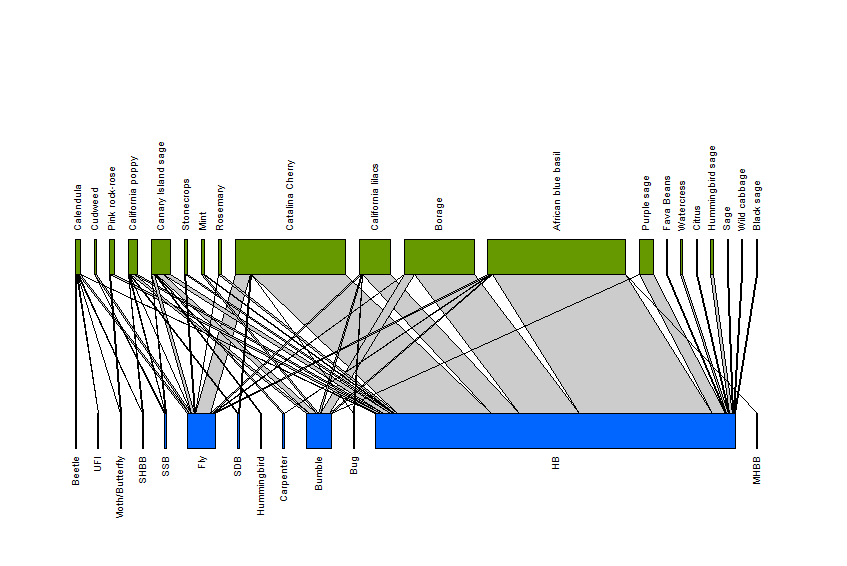 Calendula
Cudweed
Pink rock-rose
California poppy
Canary Island sage
Stonecrops
Mint
Rosemary
Catalina Cherry
California lilacs
Borage
African blue basil
Purple sage
Fava Beans
Watercress
Citrus
Hummingbird sage
Sage
Wild cabbage
Black sage
Beetle
UFI
Moth/Butterfly
SHBB
SSB
Fly
SDB
Hummingbird
Carpenter
Bumble
Bug
HB
MHBB